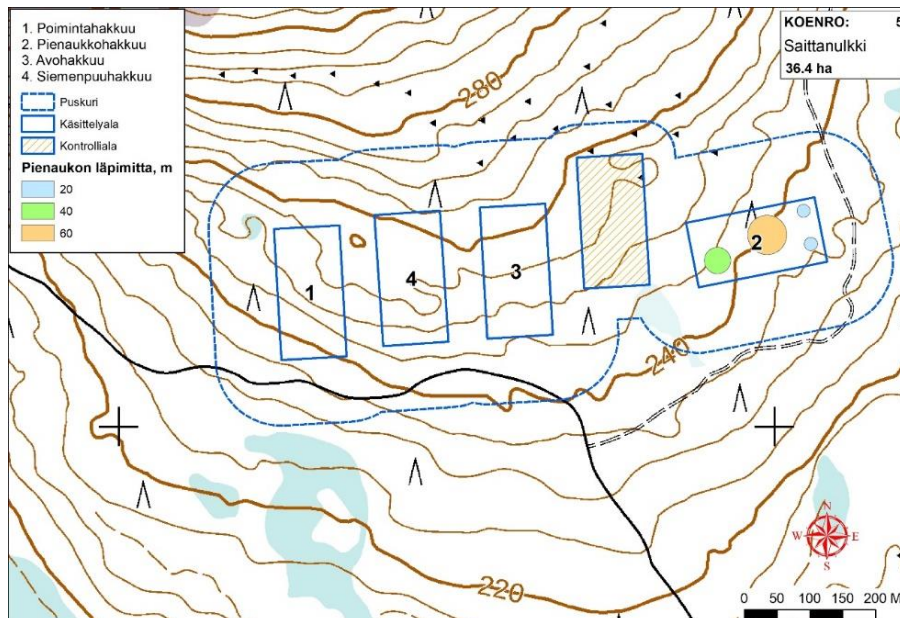 1. Poimintahakkuu
2. Pienaukkohakkuu
3. Avohakkuu
4. Siemenpuuhakkuu
Puskuri
Käsittelyala
Kontrolliala
Pienaukon läpimitta, m
20
40
60
KOENRO: 5
Saittanulkki
36.4 ha
280
1
4
3
2
240
220
N
W
E
S
0 50 100 150 200 M